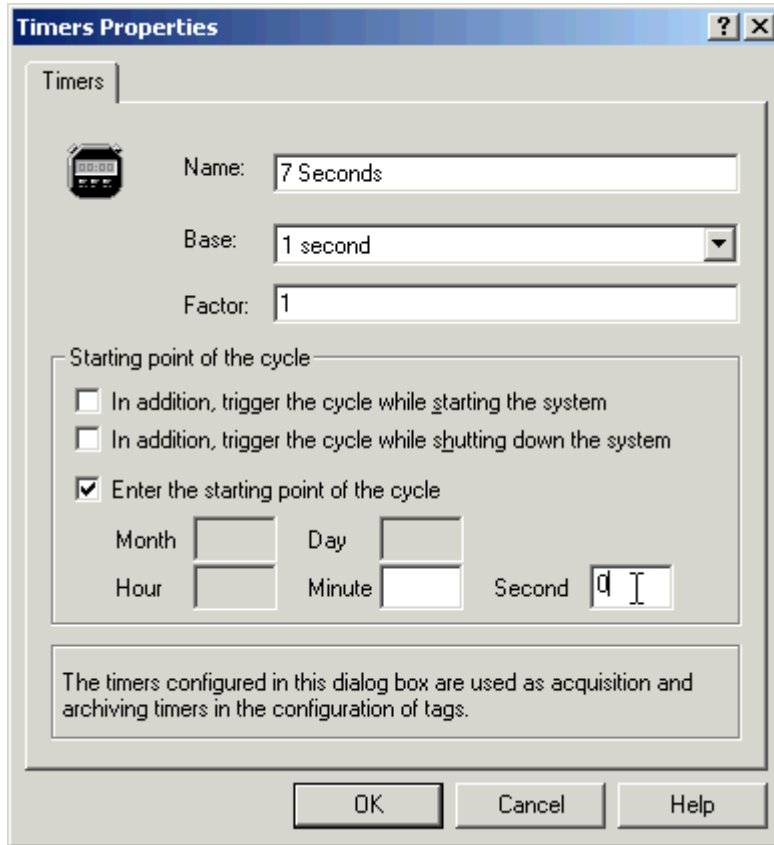 Timers Properties
Timers
00:00
Name: 7 Seconds
Base: 1 second
Factor: 1
Starting point of the cycle
In addition, trigger the cycle while starting the system
In addition, trigger the cycle while shutting down the system
Enter the starting point of the cycle
Month Day
Hour Minute Second 0
The timers configured in this dialog box are used as acquisition and
archiving timers in the configuration of tags.
OK Cancel Help